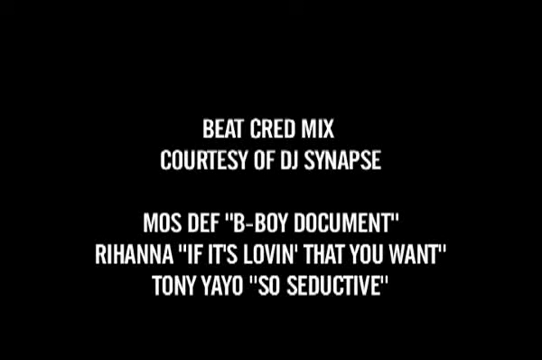 BEAT CRED MIX
COURTESY OF DJ SYNAPSE
MOS DEF "B-BOY DOCUMENT"
RIHANNA "IF IT'S LOVIN' THAT YOU WANT"
TONY YAYO "SO SEDUCTIVE"